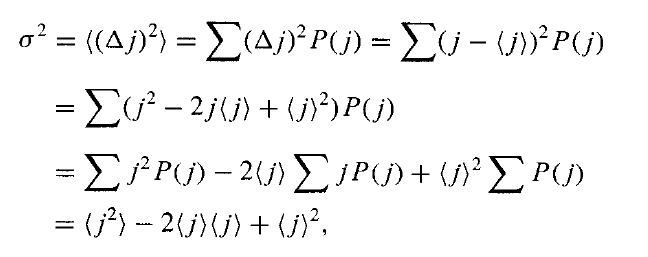 σ² = ⟨(Δj)²⟩ = ∑(Δj)²P(j) = ∑(j − ⟨j⟩)²P(j)
= ∑(j² − 2j⟨j⟩ + ⟨j⟩²)P(j)
= ∑ j²P(j) − 2⟨j⟩ ∑ jP(j) + ⟨j⟩² ∑ P(j)
= ⟨j²⟩ − 2⟨j⟩⟨j⟩ + ⟨j⟩²,